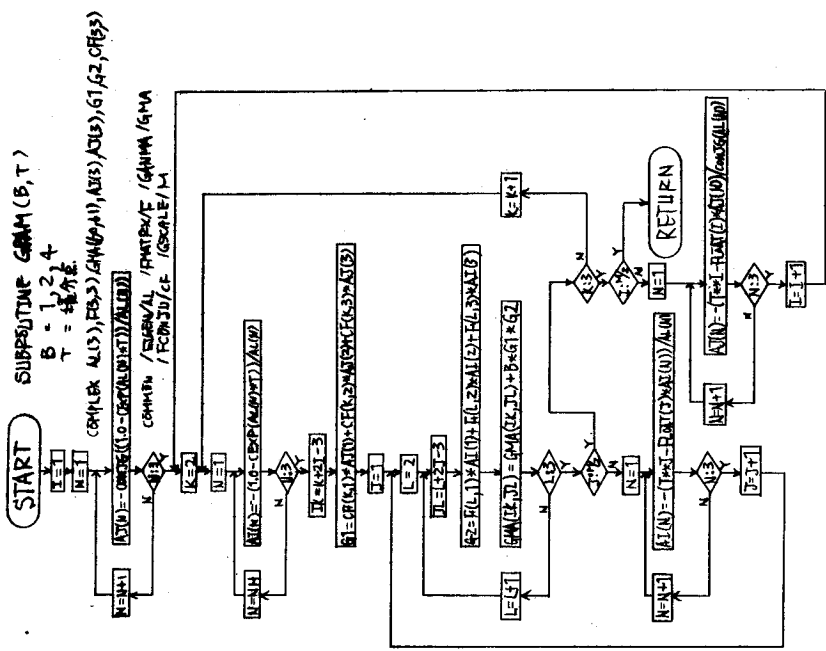 START
SUBROUTINE GRAM(B,T)
B = 1, 2, 4
T =
COMPLEX AL(3),F(3,3),GMA( ),AI(3),AJ(3),G1,G2,CF(3,3)
COMMON /EIGEN/AL /FMATRX/F /GAMMA/GMA
/FCONJD/CF /GSCALE/M
I=1
N=1
AJ(N)=-CONJG((1.0-CEXP(AL(N)*T))/AL(N))
N:3
N
Y
N=N+1
K=2
N=1
AI(N)=-(1.0-CEXP(AL(N)*T))/AL(N)
N:3
N
Y
N=N+1
IK=K+2I-3
G1=CF(K,1)*AJ(1)+CF(K,2)*AJ(2)+CF(K,3)*AJ(3)
J=1
L=2
JL=L+2J-3
G2=F(L,1)*AI(1)+F(L,2)*AI(2)+F(L,3)*AI(3)
GMA(IK,JL)=GMA(IK,JL)+B*G1*G2
L:3
N
Y
L=L+1
J:M/2
Y
N
N=1
AI(N)=-(T**J-FLOAT(J)*AI(N))/AL(N)
N:3
N
Y
N=N+1
J=J+1
K:3
N
Y
K=K+1
I:M/2
Y
N
RETURN
N=1
AJ(N)=-(T**I-FLOAT(I)*AJ(N))/CONJG(AL(N))
N:3
N
Y
N=N+1
I=I+1